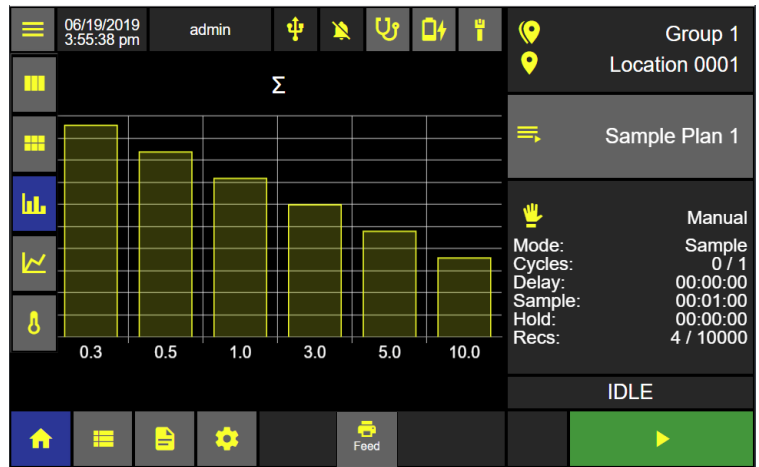 06/19/2019
3:55:38 pm
admin
Group 1
Location 0001
Σ
Sample Plan 1
Manual
Mode: Sample
Cycles: 0 / 1
Delay: 00:00:00
Sample: 00:01:00
Hold: 00:00:00
Recs: 4 / 10000
0.3 0.5 1.0 3.0 5.0 10.0
IDLE
Feed